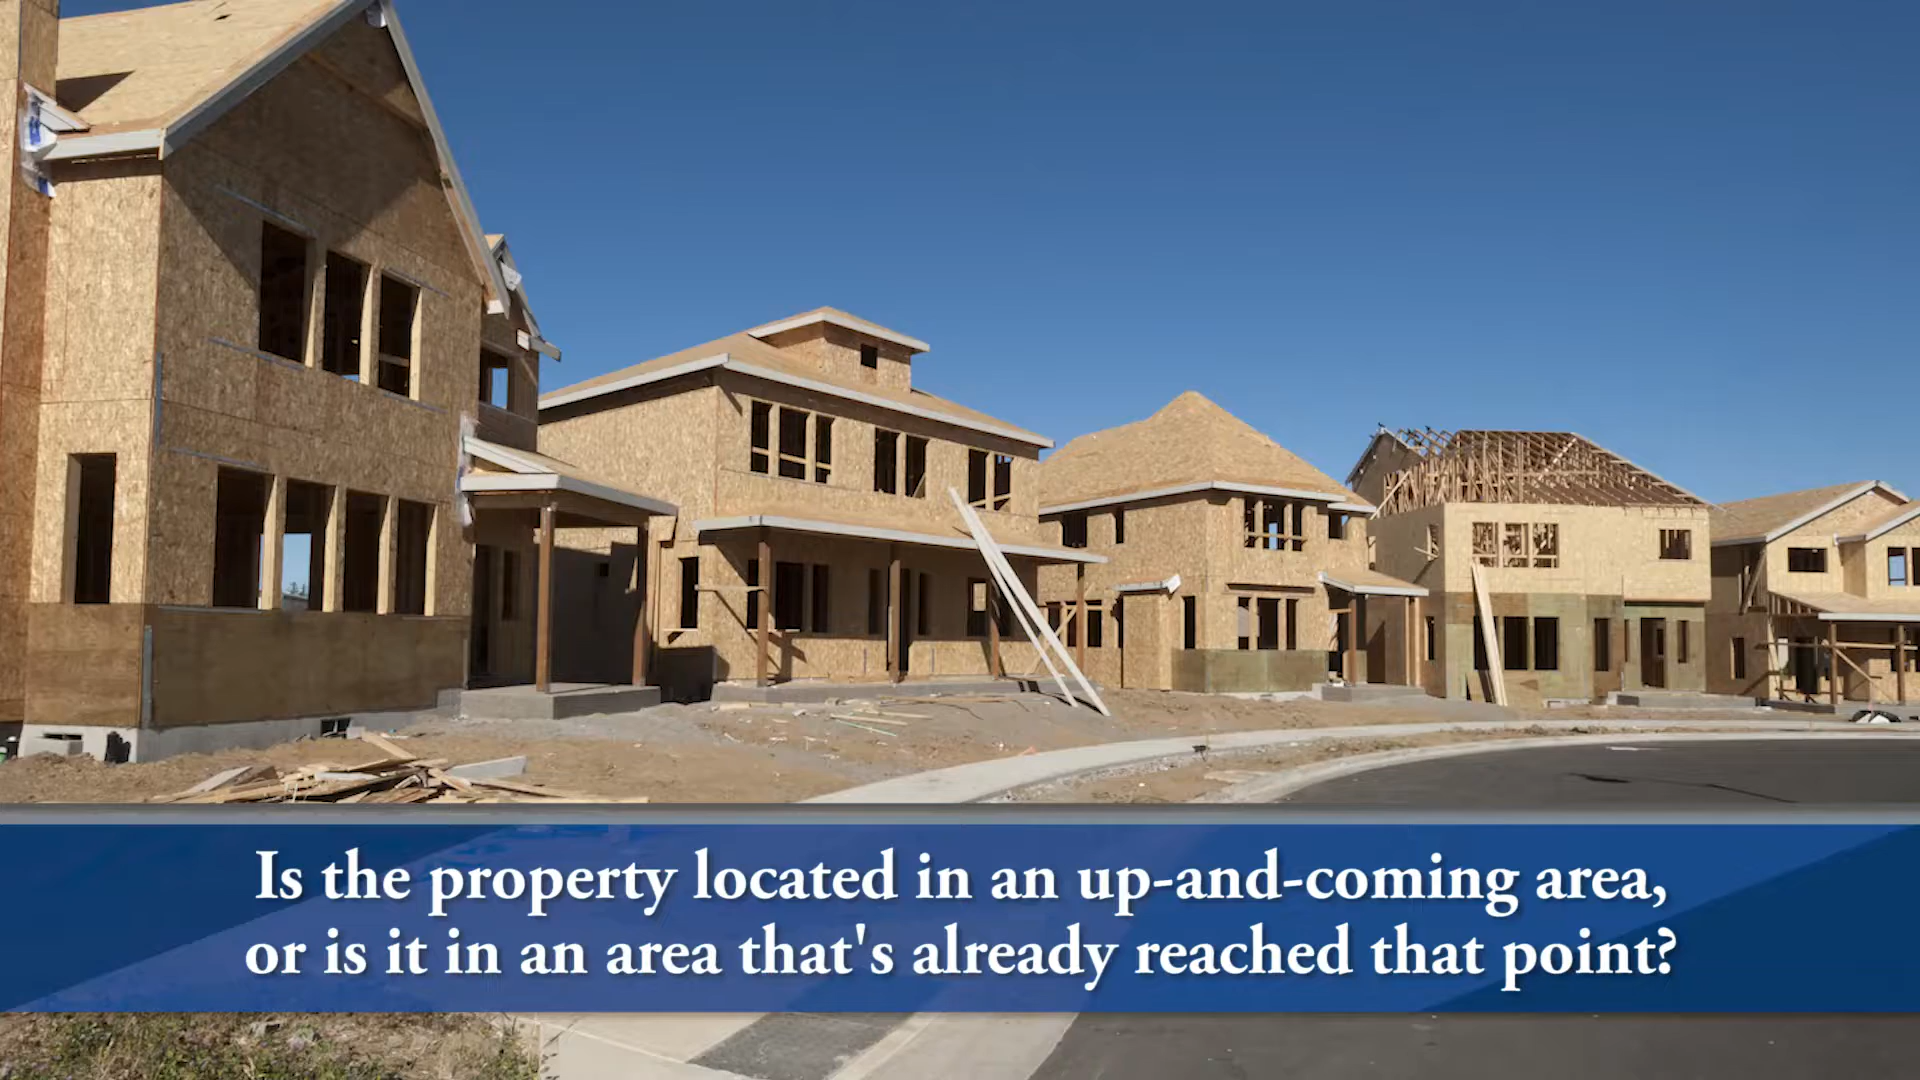 Is the property located in an up-and-coming area,
or is it in an area that's already reached that point?